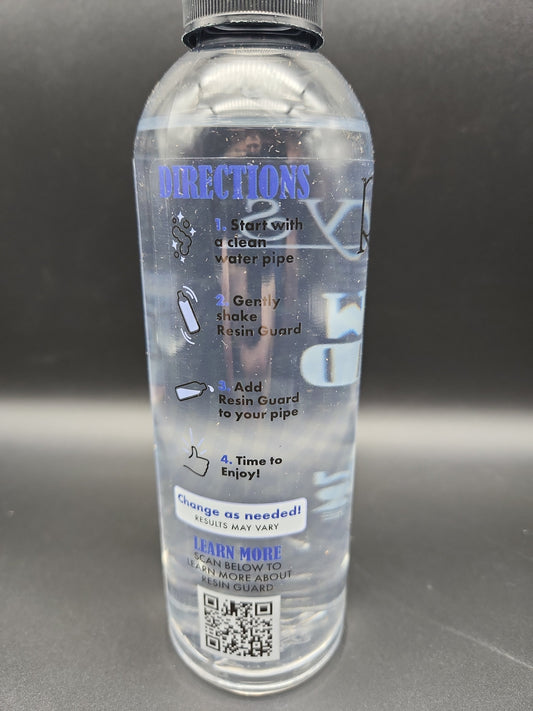 DIRECTIONS
1. Start with
a clean
water pipe
2. Gently
shake
Resin Guard
3. Add
Resin Guard
to your pipe
4. Time to
Enjoy!
Change as needed!
RESULTS MAY VARY
LEARN MORE
SCAN BELOW TO
LEARN MORE ABOUT
RESIN GUARD